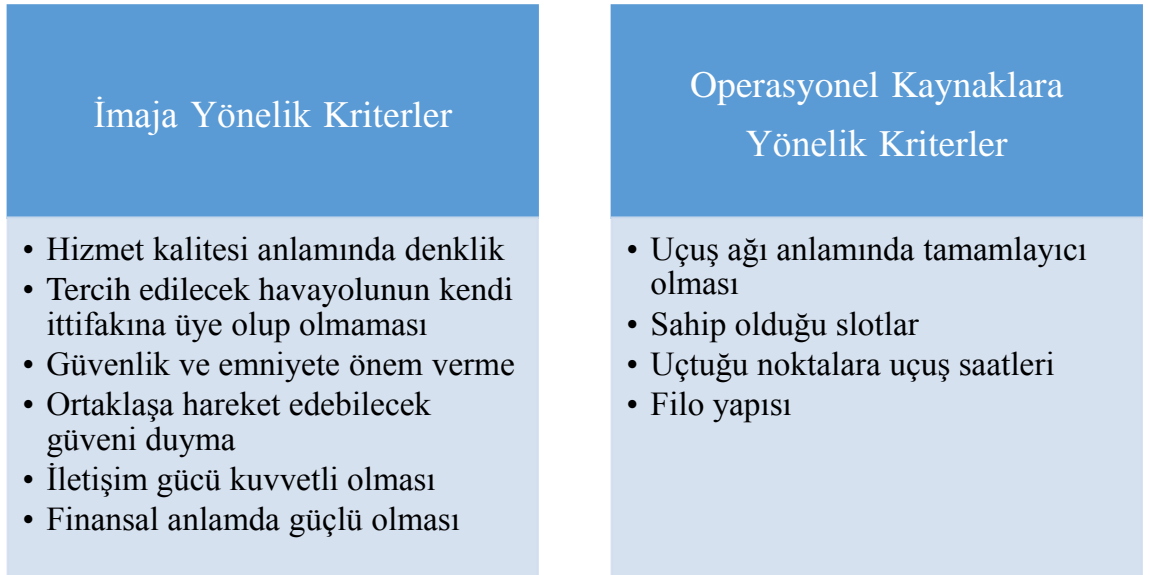 İmaja Yönelik Kriterler
• Hizmet kalitesi anlamında denklik
• Tercih edilecek havayolunun kendi
ittifakına üye olup olmaması
• Güvenlik ve emniyete önem verme
• Ortaklaşa hareket edebilecek
güveni duyma
• İletişim gücü kuvvetli olması
• Finansal anlamda güçlü olması
Operasyonel Kaynaklara
Yönelik Kriterler
• Uçuş ağı anlamında tamamlayıcı
olması
• Sahip olduğu slotlar
• Uçtuğu noktalara uçuş saatleri
• Filo yapısı